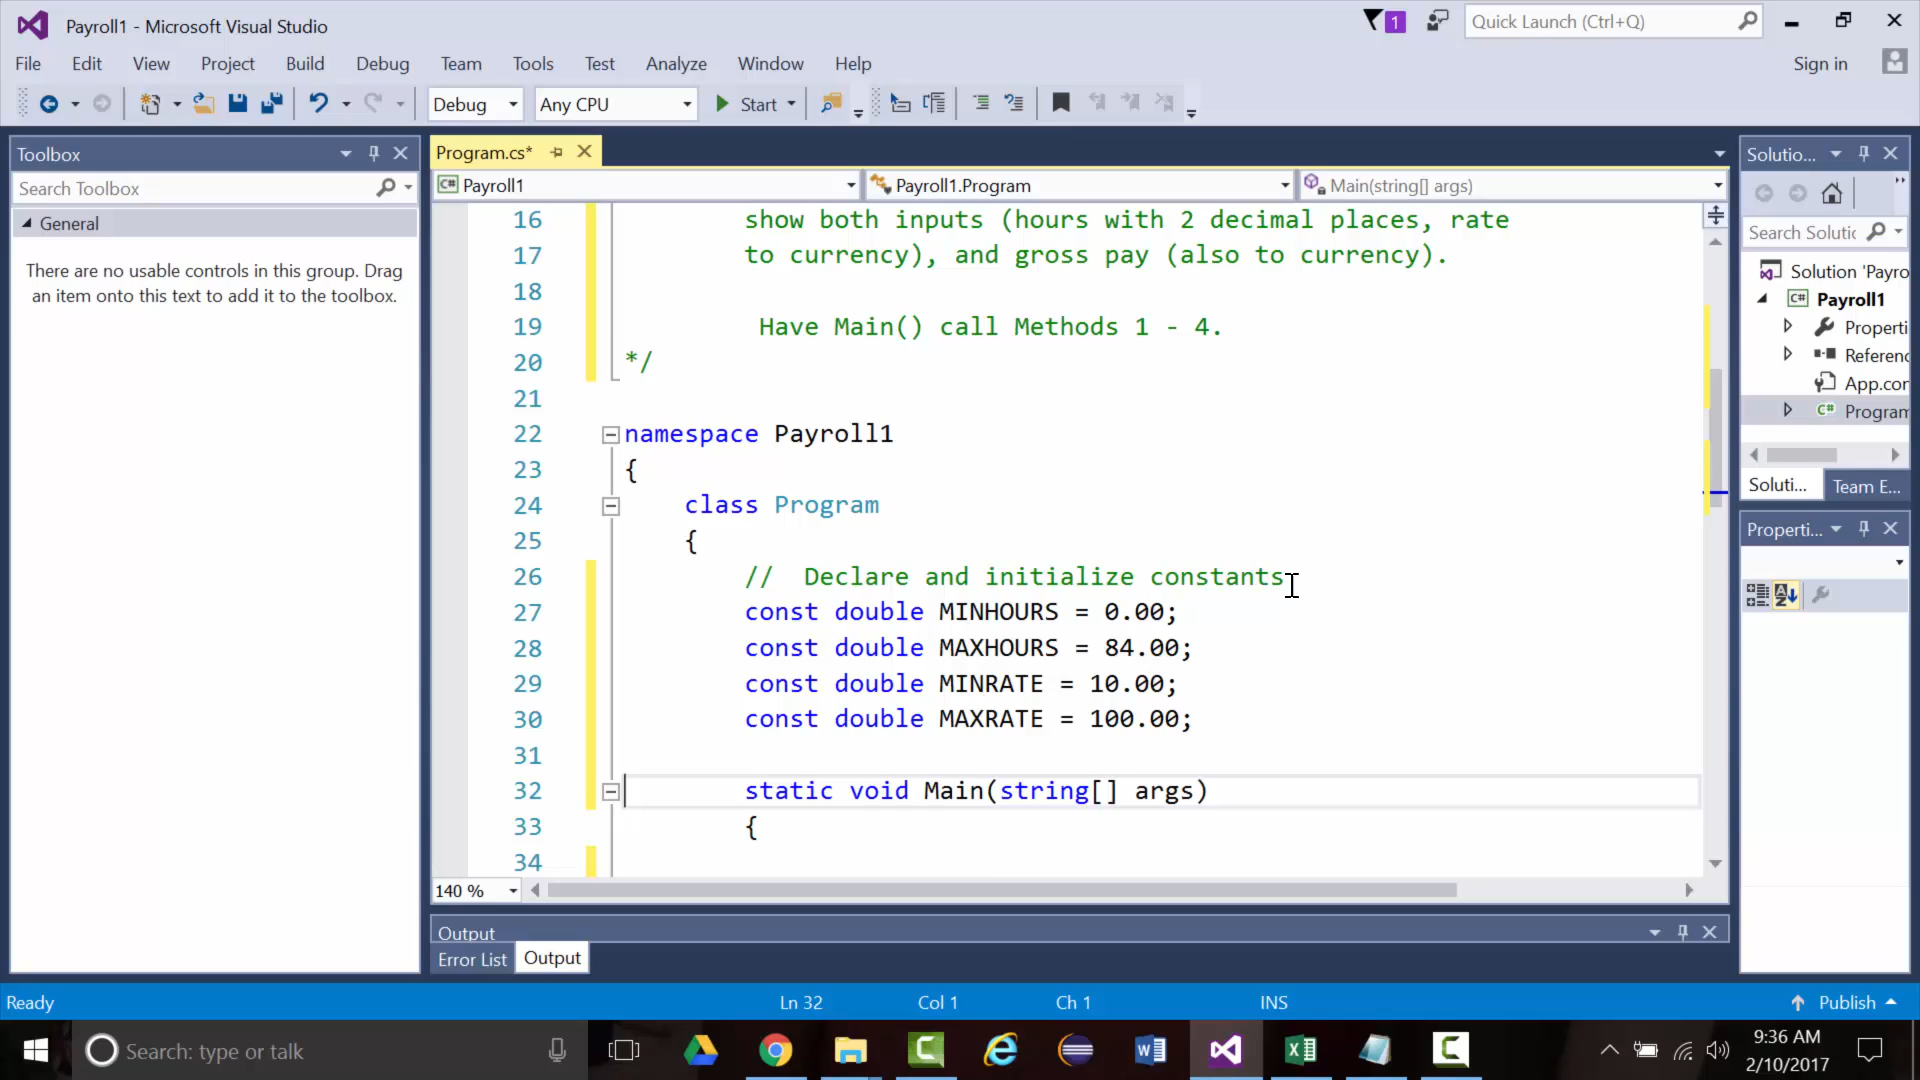 Payroll1 - Microsoft Visual Studio
1
Quick Launch (Ctrl+Q)
File Edit View Project Build Debug Team Tools Test Analyze Window Help
Sign in
Debug
Any CPU
Start
Toolbox
Search Toolbox
General
There are no usable controls in this group. Drag
an item onto this text to add it to the toolbox.
Program.cs*
Payroll1
Payroll1.Program
Main(string[] args)
16 show both inputs (hours with 2 decimal places, rate
17 to currency), and gross pay (also to currency).
18
19 Have Main() call Methods 1 - 4.
20 */
21
22 namespace Payroll1
23 {
24 class Program
25 {
26 // Declare and initialize constants
27 const double MINHOURS = 0.00;
28 const double MAXHOURS = 84.00;
29 const double MINRATE = 10.00;
30 const double MAXRATE = 100.00;
31
32 static void Main(string[] args)
33 {
34
140 %
Output
Error List
Output
Solutio...
Search Solutic
Solution 'Payro
C# Payroll1
Properti
Referenc
App.cor
C# Program
Soluti...
Team E...
Properti...
Ready
Ln 32
Col 1
Ch 1
INS
Publish
Search: type or talk
9:36 AM
2/10/2017